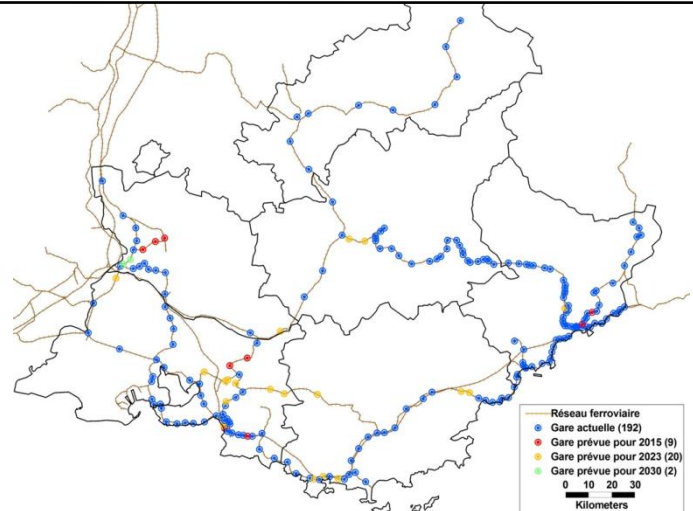 Réseau ferroviaire
Gare actuelle (192)
Gare prévue pour 2015 (9)
Gare prévue pour 2023 (20)
Gare prévue pour 2030 (2)
0 10 20 30
Kilometers